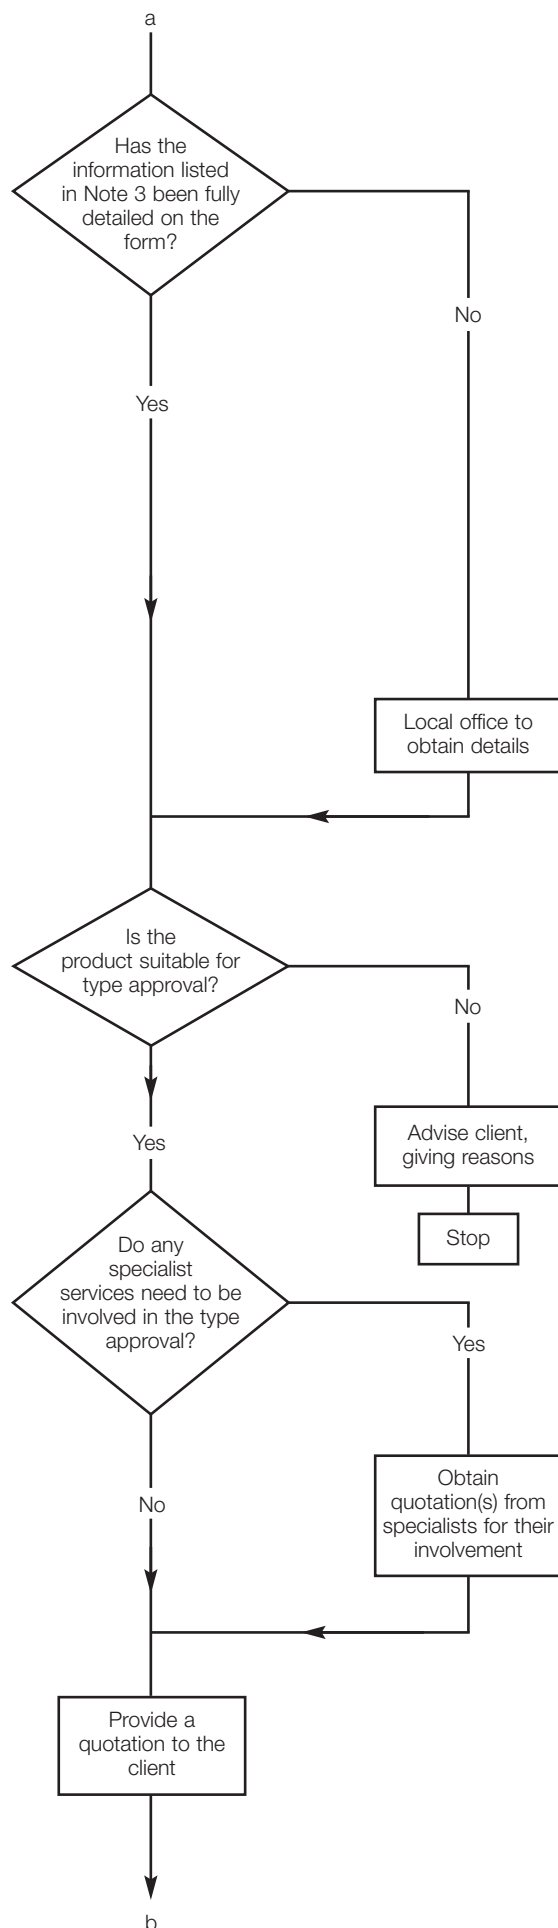 a
Has the
information listed
in Note 3 been fully
detailed on the
form?
No
Yes
Local office to
obtain details
Is the
product suitable for
type approval?
No
Yes
Advise client,
giving reasons
Stop
Do any
specialist
services need to be
involved in the type
approval?
Yes
No
Obtain
quotation(s) from
specialists for their
involvement
Provide a
quotation to the
client
b